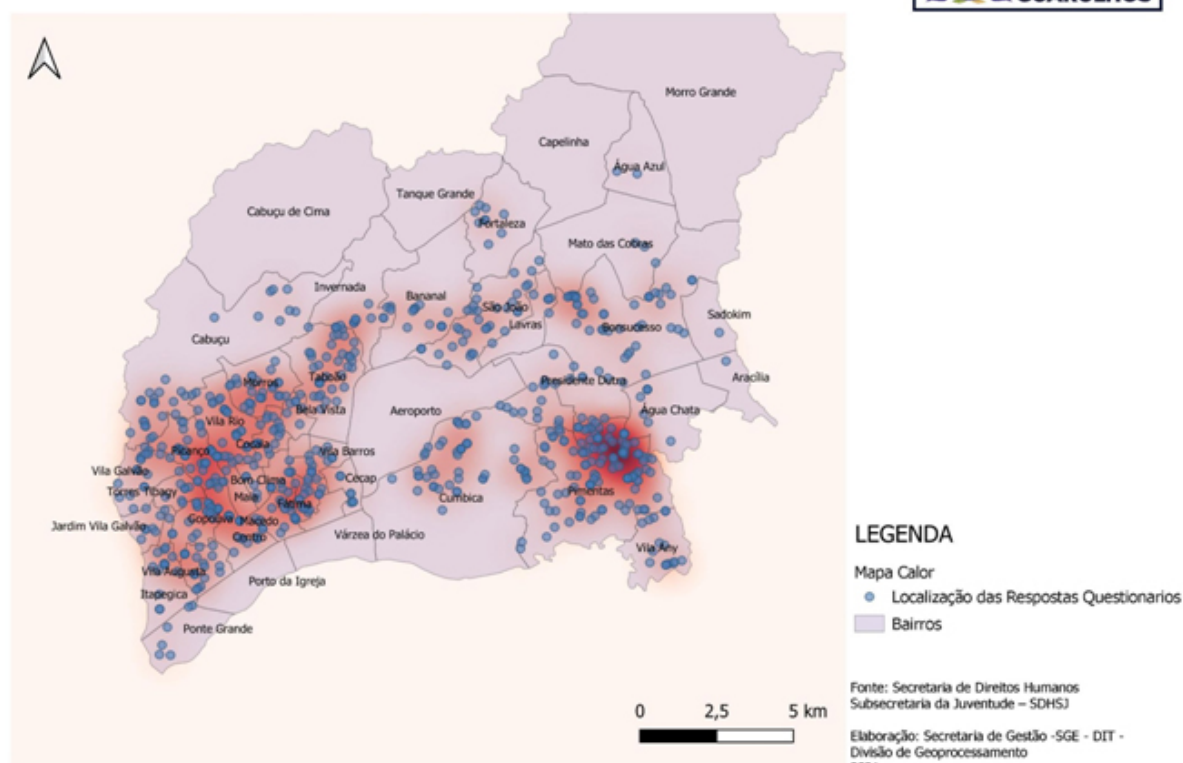 Morro Grande
Capelinha
Água Azul
Tanque Grande
Cabuçu de Cima
Fortaleza
Mato das Cobras
Invernada
Bananal
São João
Lavras
Bonsucesso
Sadokim
Cabuçu
Morros
Taboão
Presidente Dutra
Aracília
Bela Vista
Aeroporto
Água Chata
Vila Rio
Cocaia
Picanço
Vila Barros
Vila Galvão
Bom Clima
Cecap
Torres Tibagy
Maia
Fátima
Cumbica
Pimentas
Jardim Vila Galvão
Gopoúva
Macedo
Centro
Várzea do Palácio
Vila Any
Vila Augusta
Porto da Igreja
Itapegica
Ponte Grande
LEGENDA
Mapa Calor
Localização das Respostas Questionarios
Bairros
0 2,5 5 km
Fonte: Secretaria de Direitos Humanos
Subsecretaria da Juventude – SDHSJ
Elaboração: Secretaria de Gestão -SGE - DIT -
Divisão de Geoprocessamento